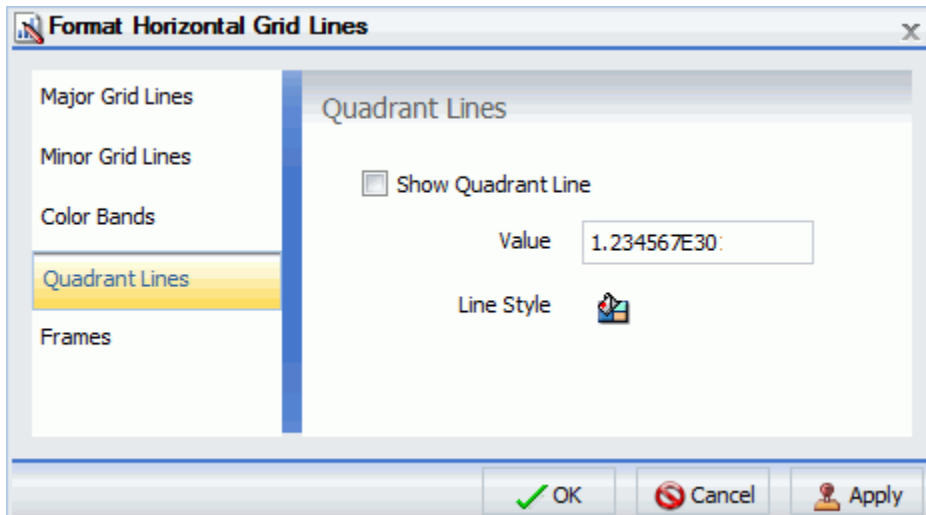 Format Horizontal Grid Lines
Major Grid Lines
Minor Grid Lines
Color Bands
Quadrant Lines
Frames
Quadrant Lines
Show Quadrant Line
Value 1.234567E30
Line Style
OK Cancel Apply